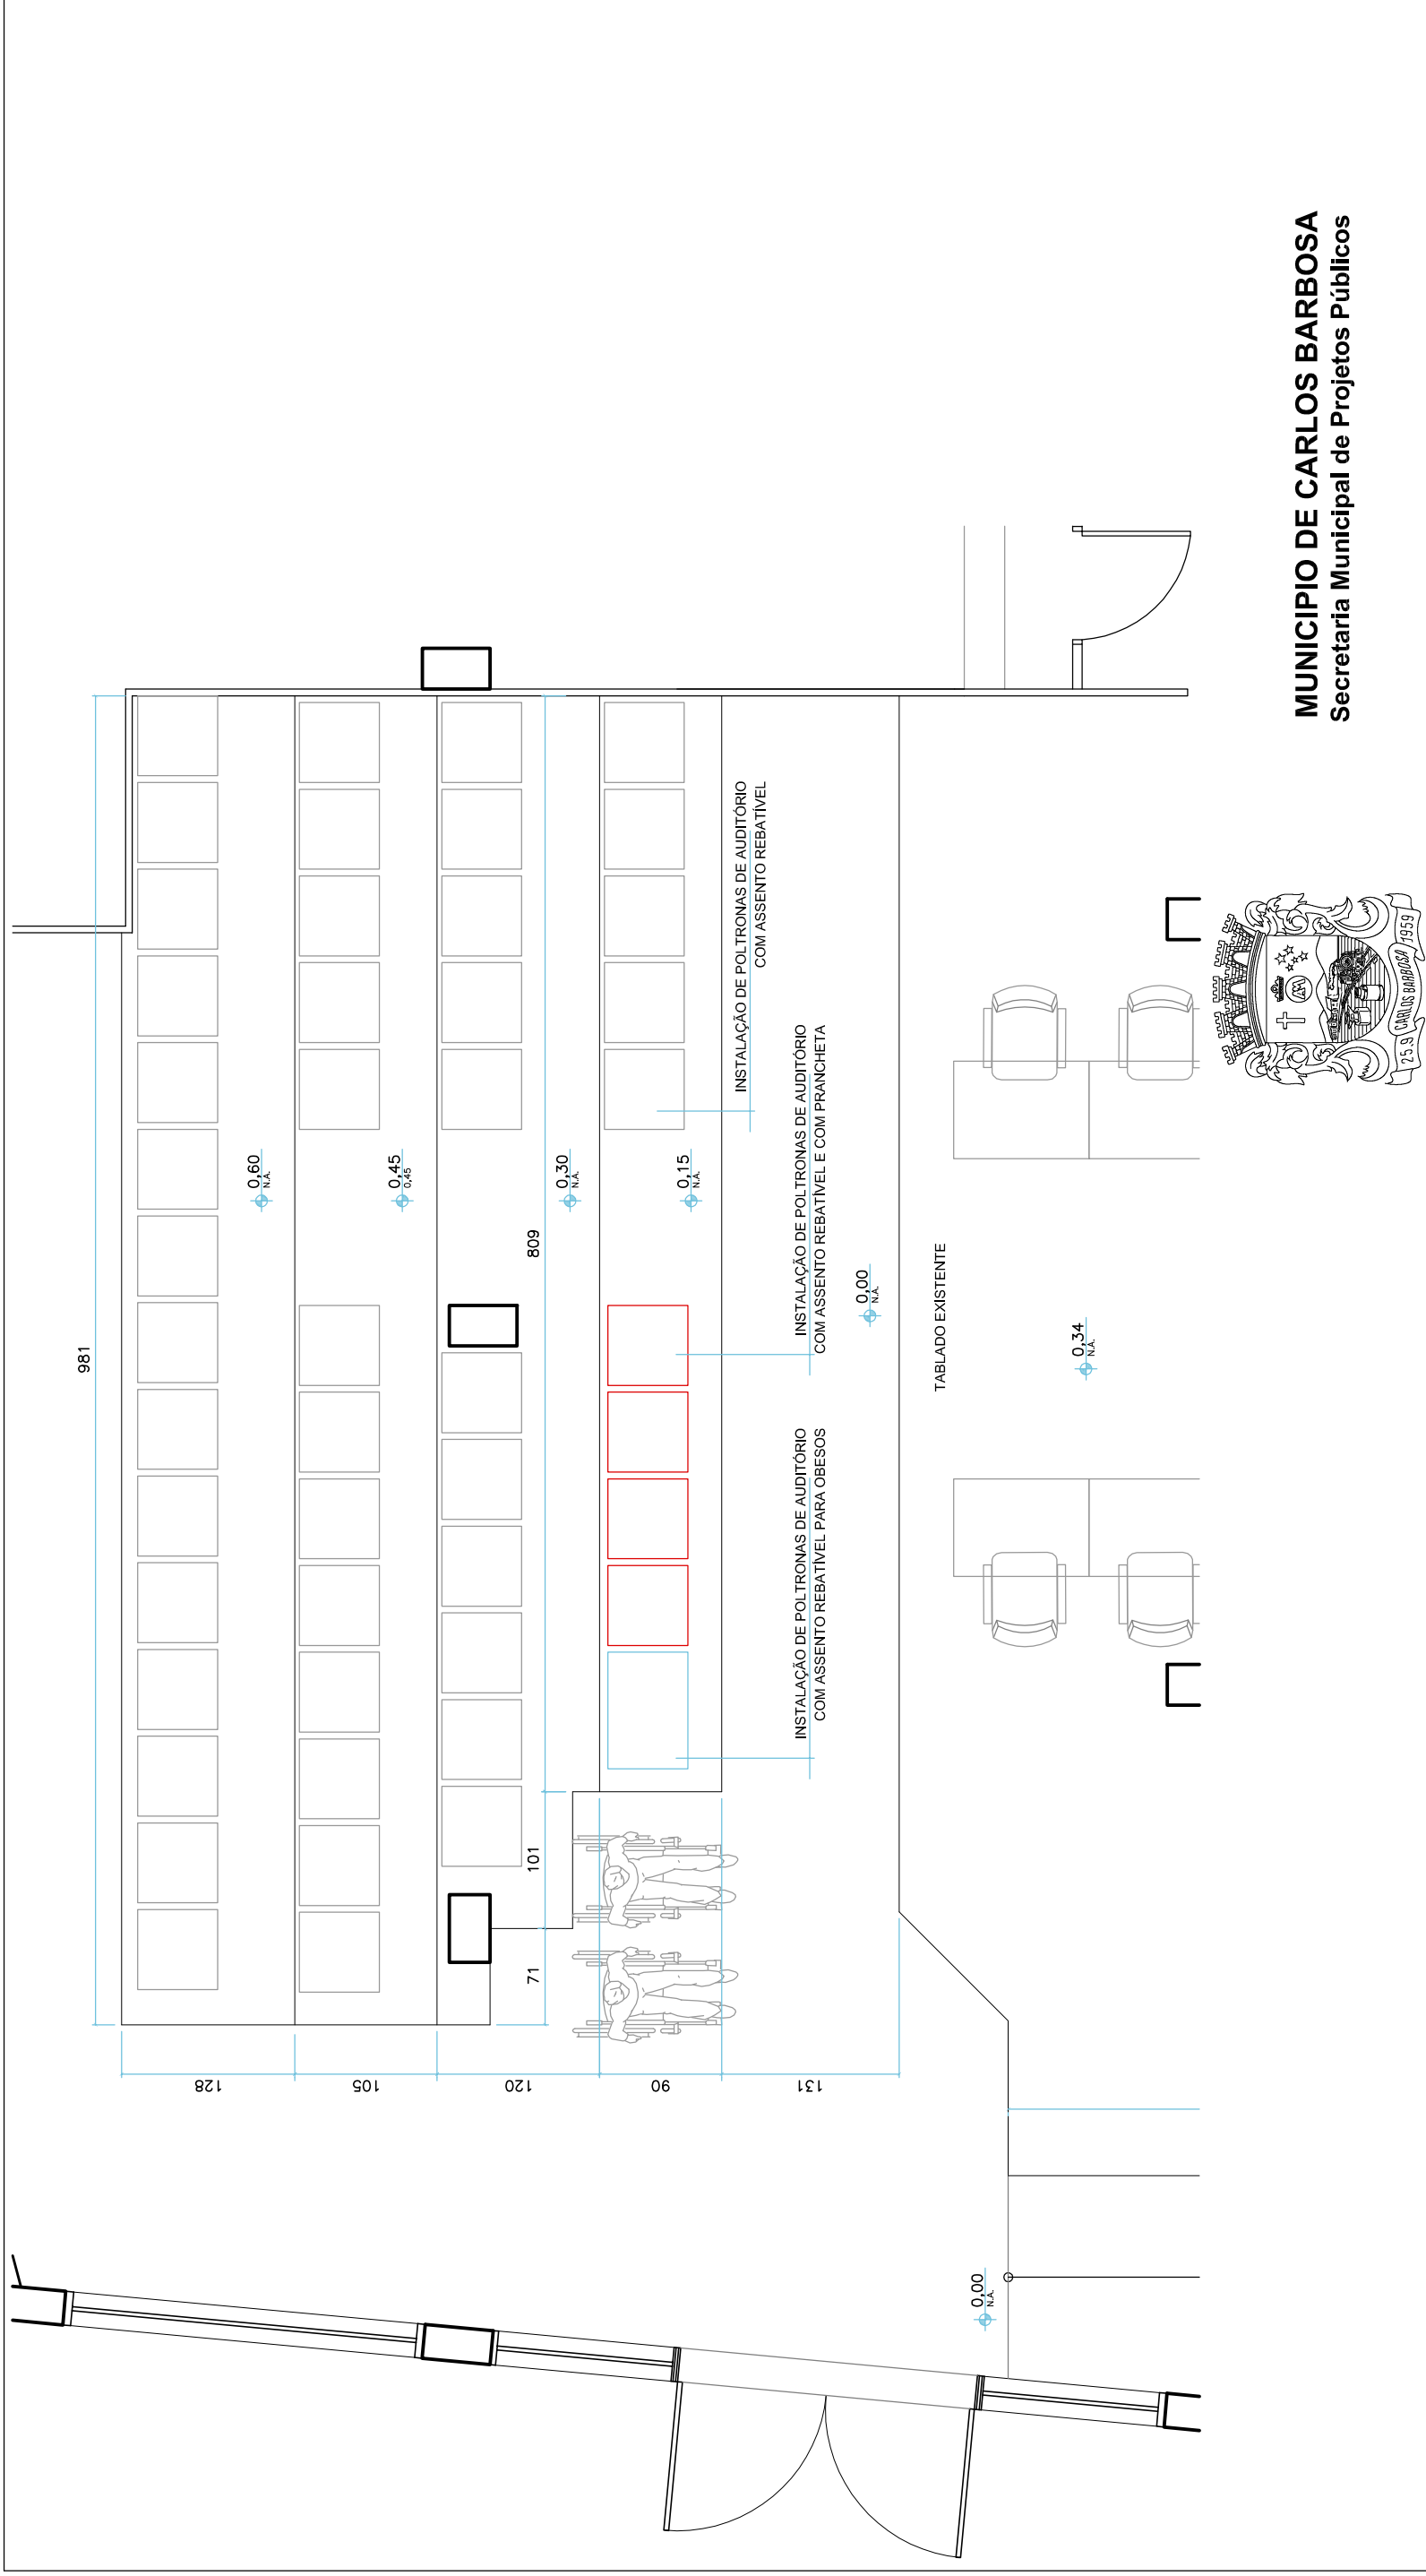 MUNICIPIO DE CARLOS BARBOSA
Secretaria Municipal de Projetos Públicos
25.9 CARLOS BARBOSA 1959
981
0,60
N.A.
0,45
0,45
0,30
N.A.
0,15
N.A.
809
101
71
INSTALAÇÃO DE POLTRONAS DE AUDITÓRIO
COM ASSENTO REBATÍVEL
INSTALAÇÃO DE POLTRONAS DE AUDITÓRIO
COM ASSENTO REBATÍVEL E COM PRANCHETA
INSTALAÇÃO DE POLTRONAS DE AUDITÓRIO
COM ASSENTO REBATÍVEL PARA OBESOS
0,00
N.A.
TABLADO EXISTENTE
0,34
N.A.
128
105
120
90
131
0,00
N.A.